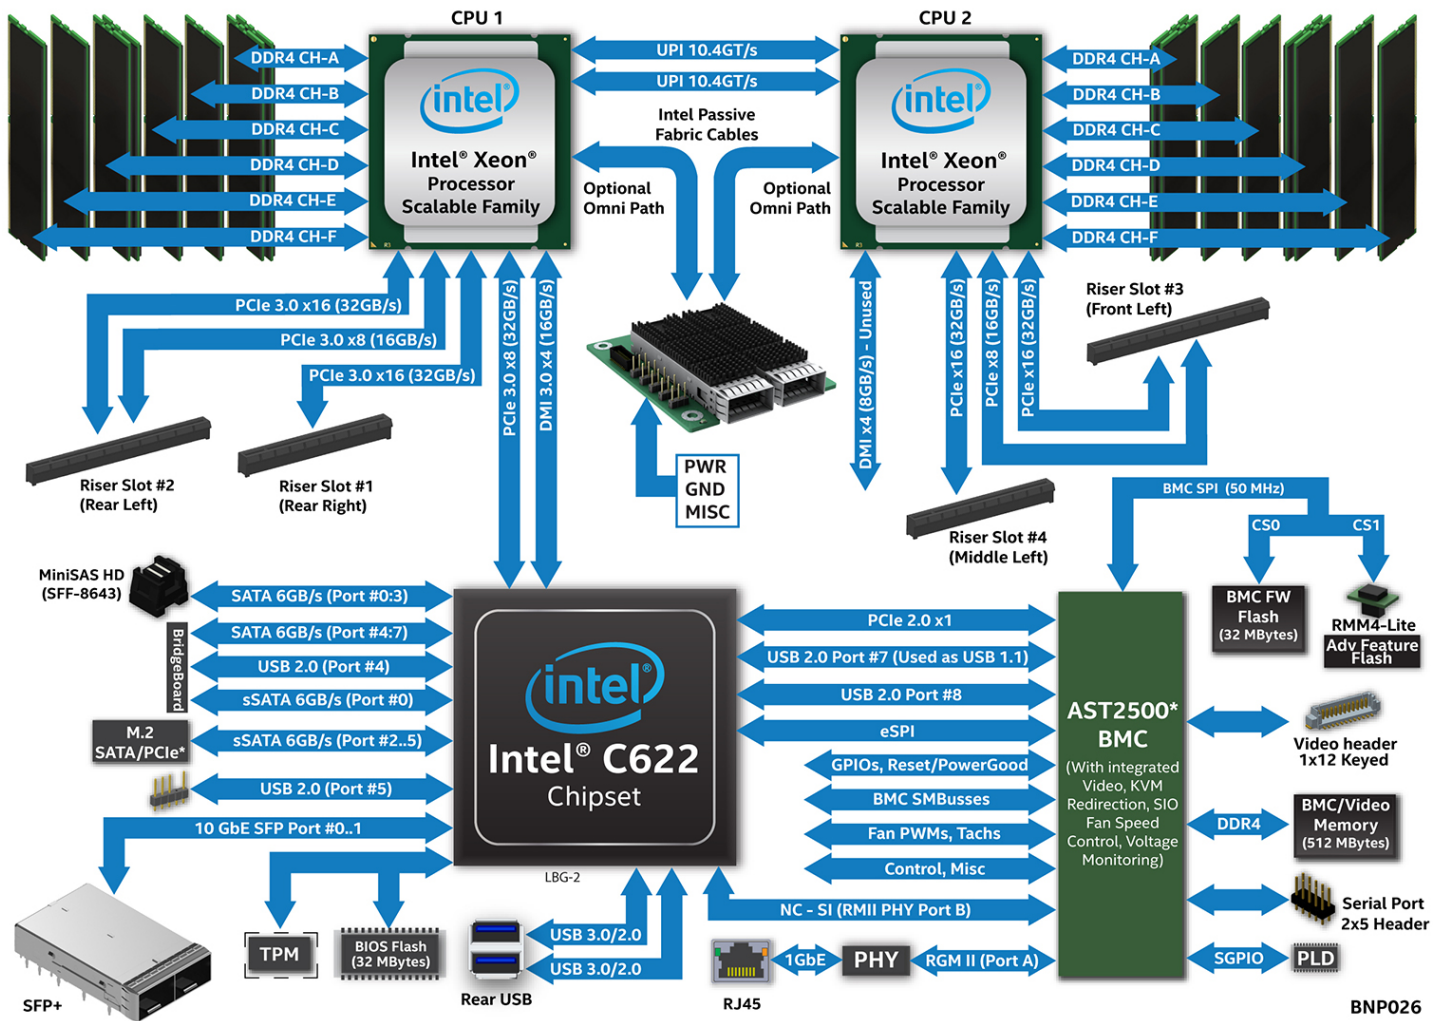 CPU 1
CPU 2
DDR4 CH-A
DDR4 CH-B
DDR4 CH-C
DDR4 CH-D
DDR4 CH-E
DDR4 CH-F
intel®
Intel® Xeon®
Processor
Scalable Family
UPI 10.4GT/s
UPI 10.4GT/s
Intel Passive
Fabric Cables
Optional
Omni Path
Optional
Omni Path
intel®
Intel® Xeon®
Processor
Scalable Family
DDR4 CH-A
DDR4 CH-B
DDR4 CH-C
DDR4 CH-D
DDR4 CH-E
DDR4 CH-F
PCIe 3.0 x16 (32GB/s)
PCIe 3.0 x8 (16GB/s)
PCIe 3.0 x16 (32GB/s)
PCIe 3.0 x8 (32GB/s)
DMI 3.0 x4 (16GB/s)
DMI x4 (8GB/s) - Unused
PCIe x16 (32GB/s)
PCIe x8 (16GB/s)
PCIe x16 (32GB/s)
Riser Slot #3
(Front Left)
Riser Slot #2
(Rear Left)
Riser Slot #1
(Rear Right)
PWR
GND
MISC
Riser Slot #4
(Middle Left)
BMC SPI (50 MHz)
CS0
CS1
BMC FW
Flash
(32 MBytes)
RMM4-Lite
Adv Feature
Flash
MiniSAS HD
(SFF-8643)
SATA 6GB/s (Port #0:3)
BridgeBoard
SATA 6GB/s (Port #4:7)
USB 2.0 (Port #4)
sSATA 6GB/s (Port #0)
M.2
SATA/PCIe*
sSATA 6GB/s (Port #2..5)
USB 2.0 (Port #5)
10 GbE SFP Port #0..1
intel®
Intel® C622
Chipset
LBG-2
PCIe 2.0 x1
USB 2.0 Port #7 (Used as USB 1.1)
USB 2.0 Port #8
eSPI
GPIOs, Reset/PowerGood
BMC SMBusses
Fan PWMs, Tachs
Control, Misc
NC - SI (RMII PHY Port B)
AST2500*
BMC
(With integrated
Video, KVM
Redirection, SIO
Fan Speed
Control, Voltage
Monitoring)
Video header
1x12 Keyed
DDR4
BMC/Video
Memory
(512 MBytes)
Serial Port
2x5 Header
SGPIO
PLD
SFP+
TPM
BIOS Flash
(32 MBytes)
USB 3.0/2.0
USB 3.0/2.0
Rear USB
RJ45
1GbE
PHY
RGM II (Port A)
BNP026